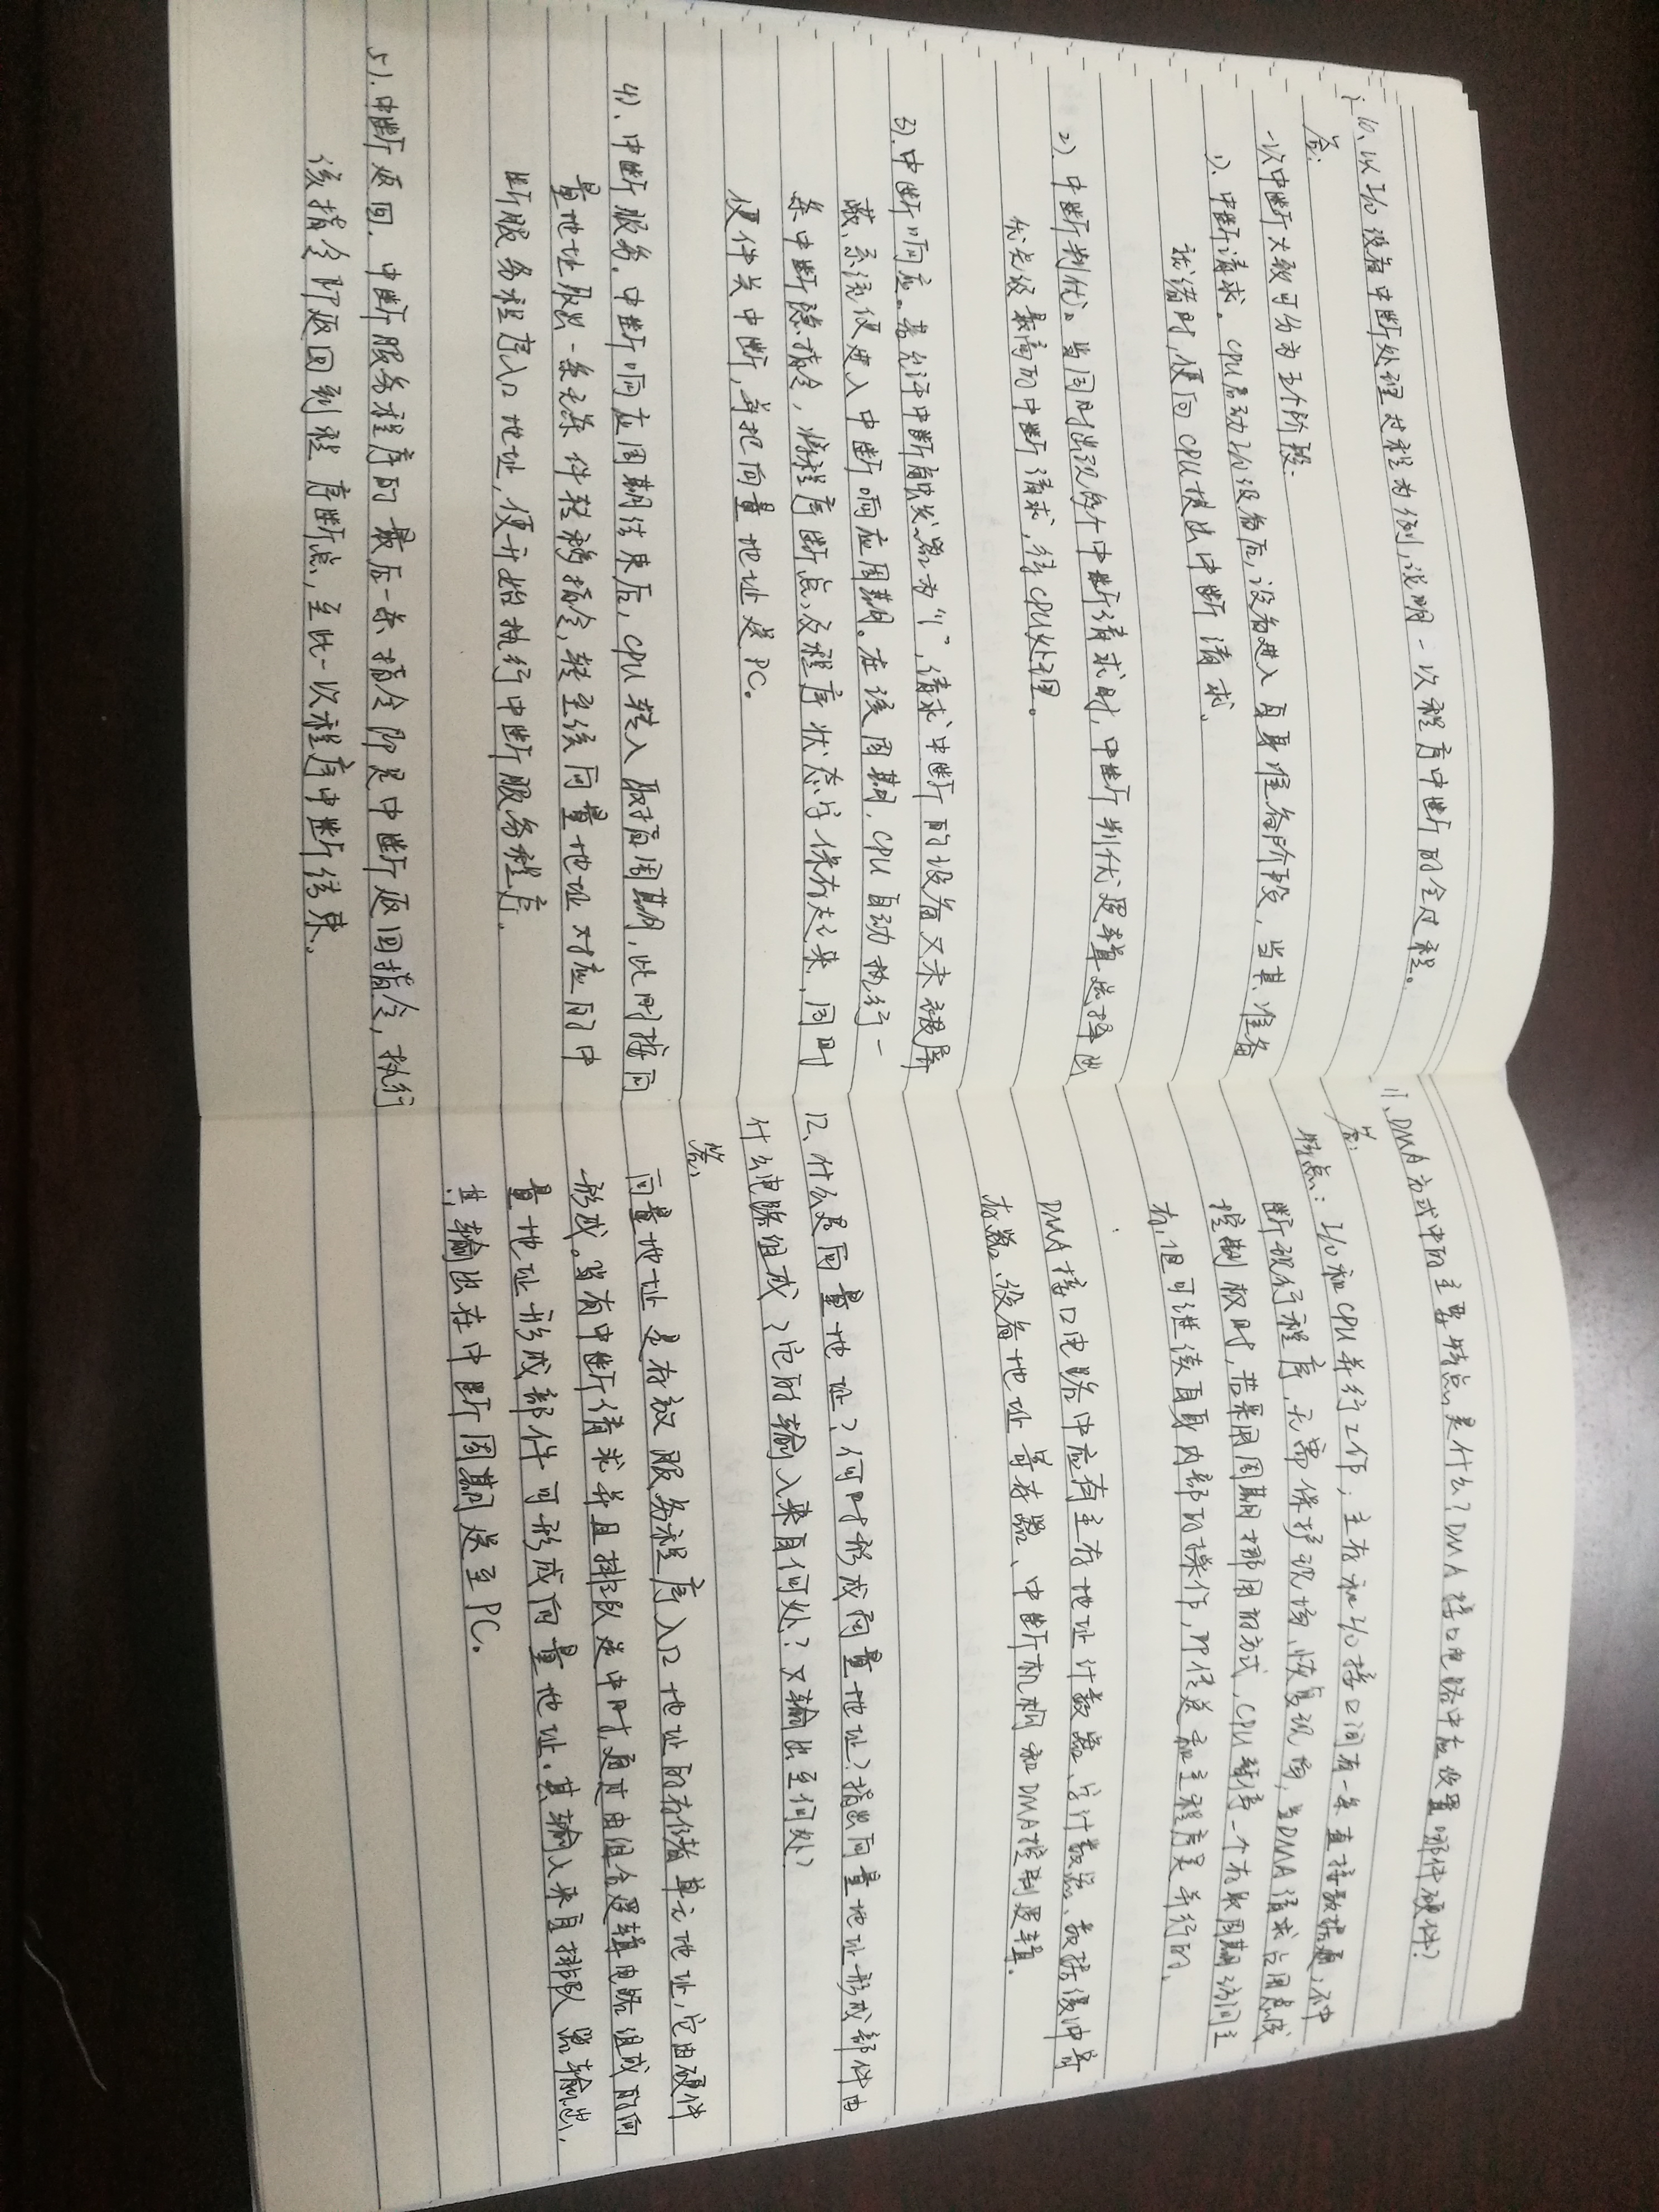 10、以I/O设备中断处理过程为例，说明一次程序中断的全过程。
答：
一次中断大致可分为五个阶段.
1)、中断请求。CPU启动I/O设备后，设备进入自身准备阶段，当其准备
就绪时，便向CPU提出中断请求。
2)、中断判优。当同时出现多个中断请求时，中断判优逻辑选择出
优先级最高的中断请求，待CPU处理。
3)、中断响应。若允许中断触发器为“1”，请求中断的设备又未被屏
蔽，系统便进入中断响应周期。在该周期，CPU自动执行一
条中断隐指令，将程序断点及程序状态字保存起来，同时
硬件关中断，并把向量地址送PC。
4)、中断服务。中断响应周期结束后，CPU转入取指周期，此时按向
量地址取出一条无条件转移指令，转至该向量地址对应的中
断服务程序入口地址，便开始执行中断服务程序。
5)、中断返回。中断服务程序的最后一条指令即是中断返回指令，执行
该指令即返回到程序断点，至此一次程序中断结束。
11、DMA方式中的主要特点是什么？DMA接口电路中应设置哪些硬件？
答：
特点：I/O和CPU并行工作；主存和I/O接口间有一条直接数据通，不中
断现行程序，无需保护现场、恢复现场，当DMA请求占用总线
控制权时，若采用周期挪用的方式，CPU暂停一个存取周期访问主
存，但可继续自身内部的操作，即传送和主程序是并行的.
DMA接口电路中应有主存地址计数器、字计数器、数据缓冲寄
存器、设备地址寄存器、中断机构和DMA控制逻辑.
12、什么是向量地址？何时形成向量地址？指出向量地址形成部件由
什么电路组成？它的输入来自何处？又输出至何处？
答：
向量地址是存放服务程序入口地址的存储单元地址，它由硬件
形成。当有中断请求并且排队选中时，通过由组合逻辑电路组成的向
量地址形成部件可形成向量地址.其输入来自排队器输出，
其输出在中断周期送至PC。